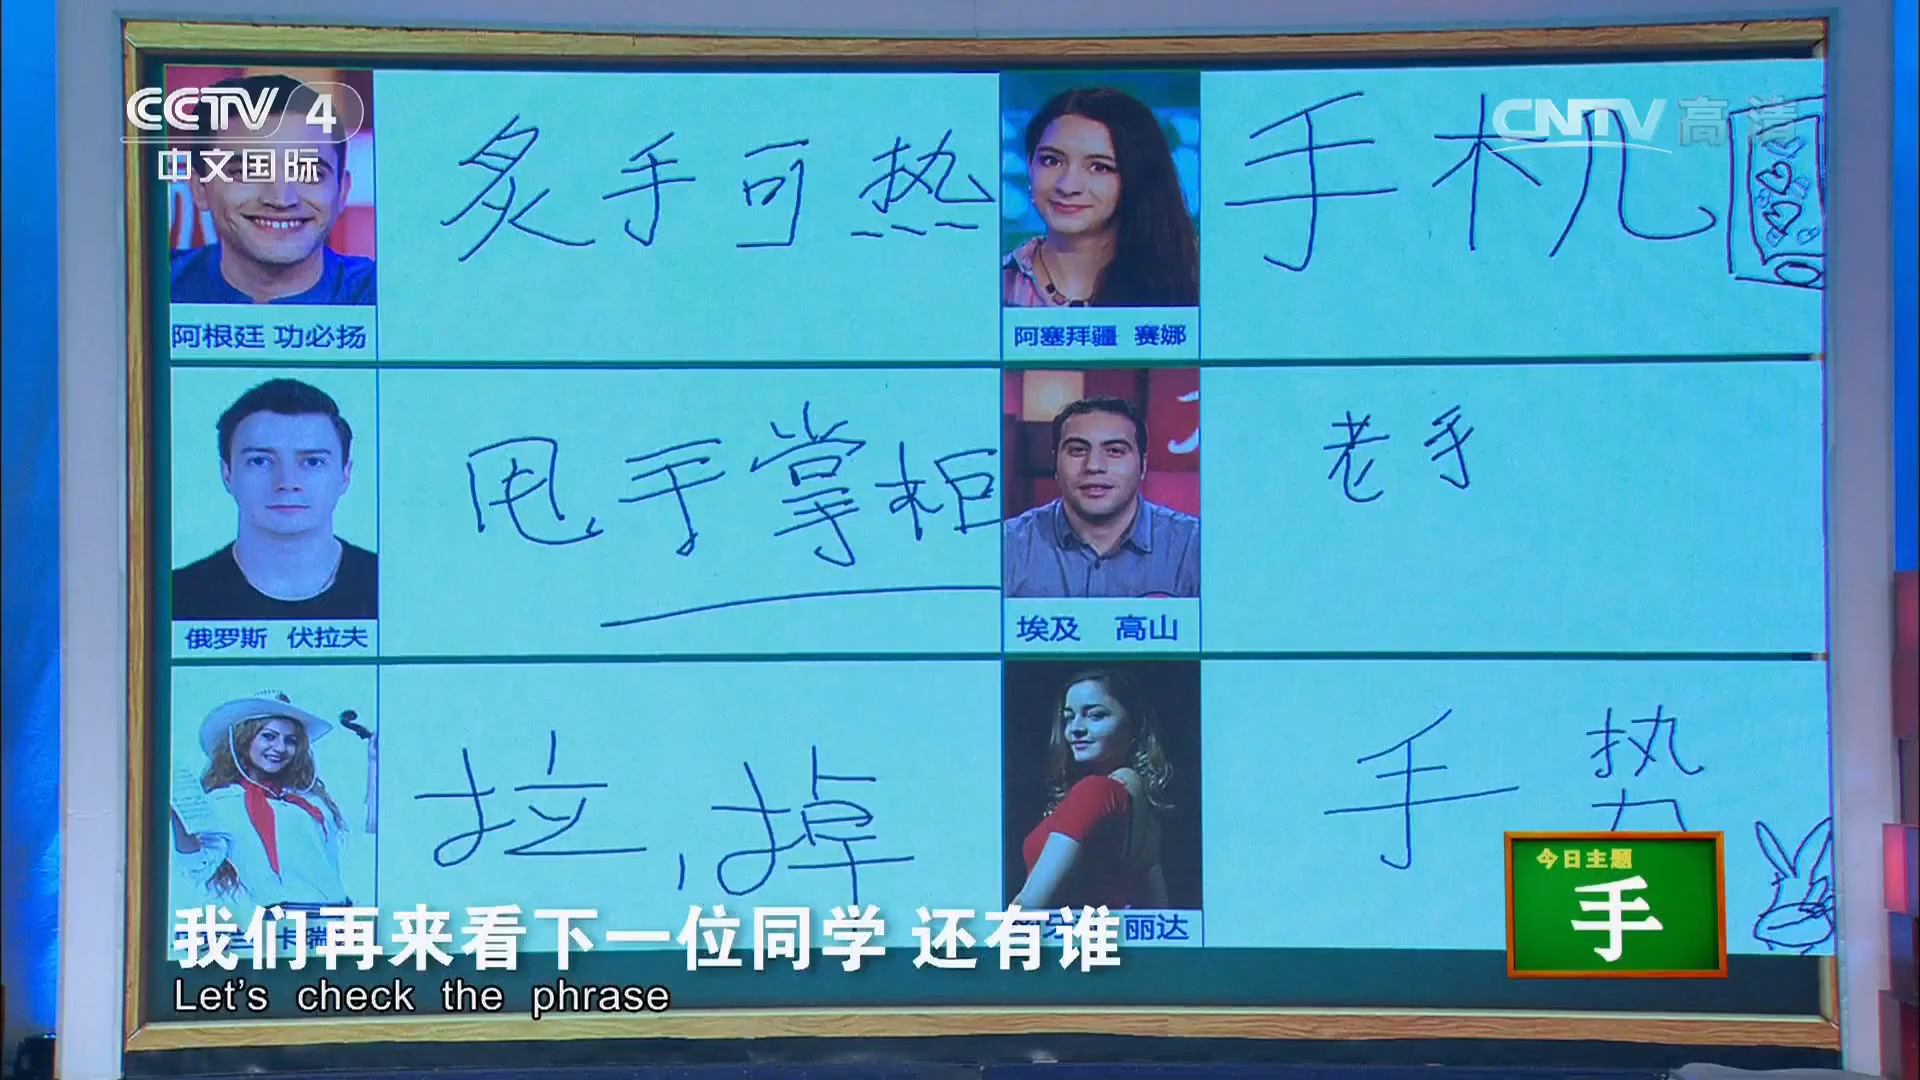 CCTV 4
中文国际
CNTV 高清
炙手可热
手机
阿根廷 功必扬
阿塞拜疆 赛娜
甩手掌柜
老手
俄罗斯 伏拉夫
埃及 高山
拉,掉
手势
丽达
今日主题
手
我们再来看下一位同学 还有谁
Let's check the phrase